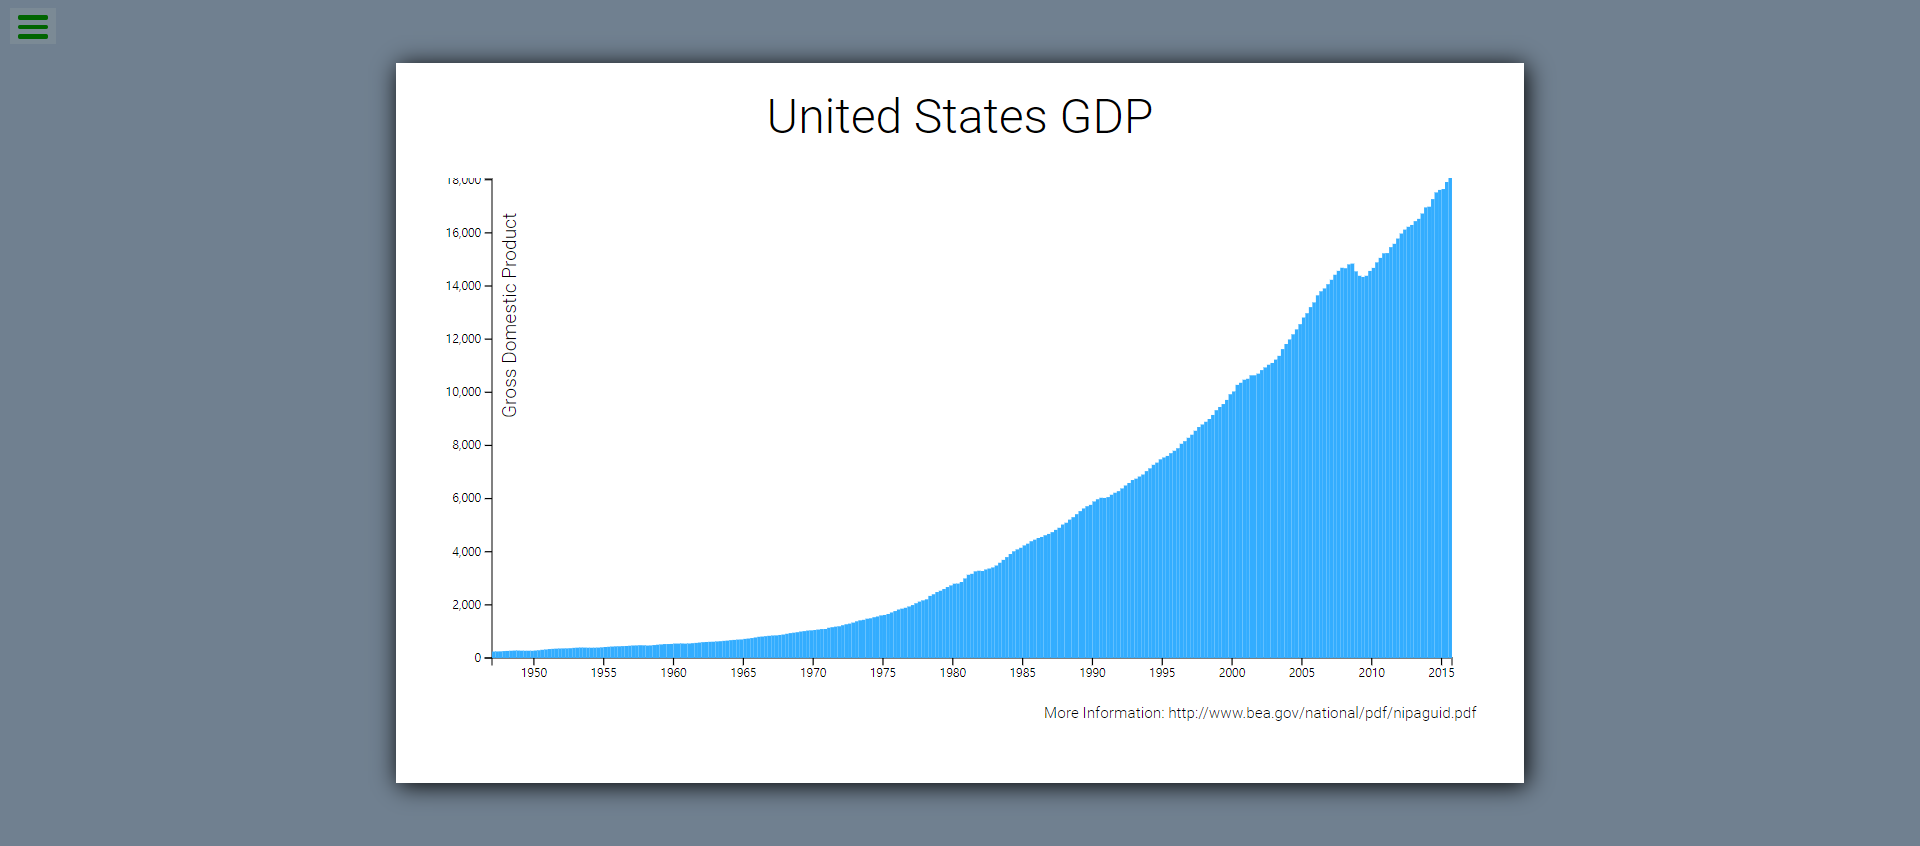 United States GDP
18,000
16,000
14,000
12,000
10,000
8,000
6,000
4,000
2,000
0
Gross Domestic Product
1950 1955 1960 1965 1970 1975 1980 1985 1990 1995 2000 2005 2010 2015
More Information: http://www.bea.gov/national/pdf/nipaguid.pdf